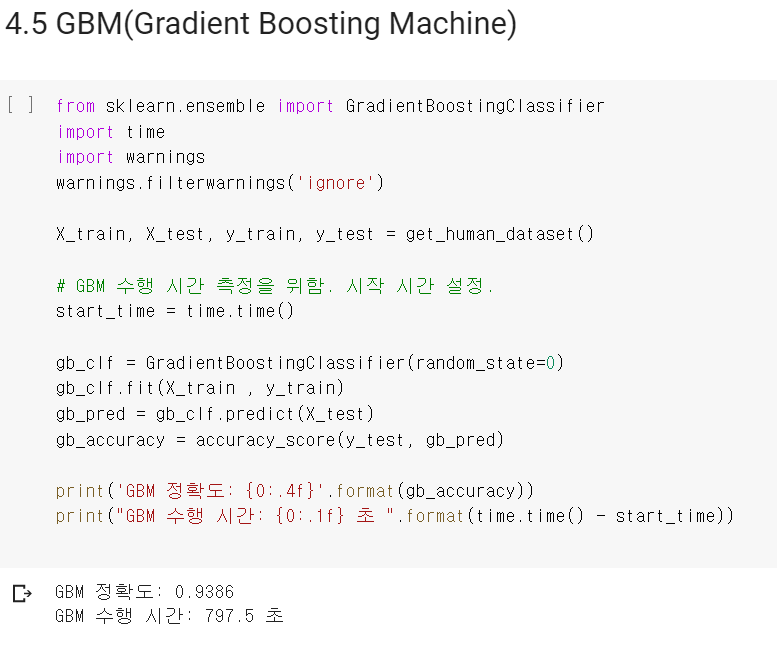 4.5 GBM(Gradient Boosting Machine)
[ ] from sklearn.ensemble import GradientBoostingClassifier
import time
import warnings
warnings.filterwarnings('ignore')
X_train, X_test, y_train, y_test = get_human_dataset()
# GBM 수행 시간 측정을 위함. 시작 시간 설정.
start_time = time.time()
gb_clf = GradientBoostingClassifier(random_state=0)
gb_clf.fit(X_train , y_train)
gb_pred = gb_clf.predict(X_test)
gb_accuracy = accuracy_score(y_test, gb_pred)
print('GBM 정확도: {0:.4f}'.format(gb_accuracy))
print("GBM 수행 시간: {0:.1f} 초 ".format(time.time() - start_time))
GBM 정확도: 0.9386
GBM 수행 시간: 797.5 초